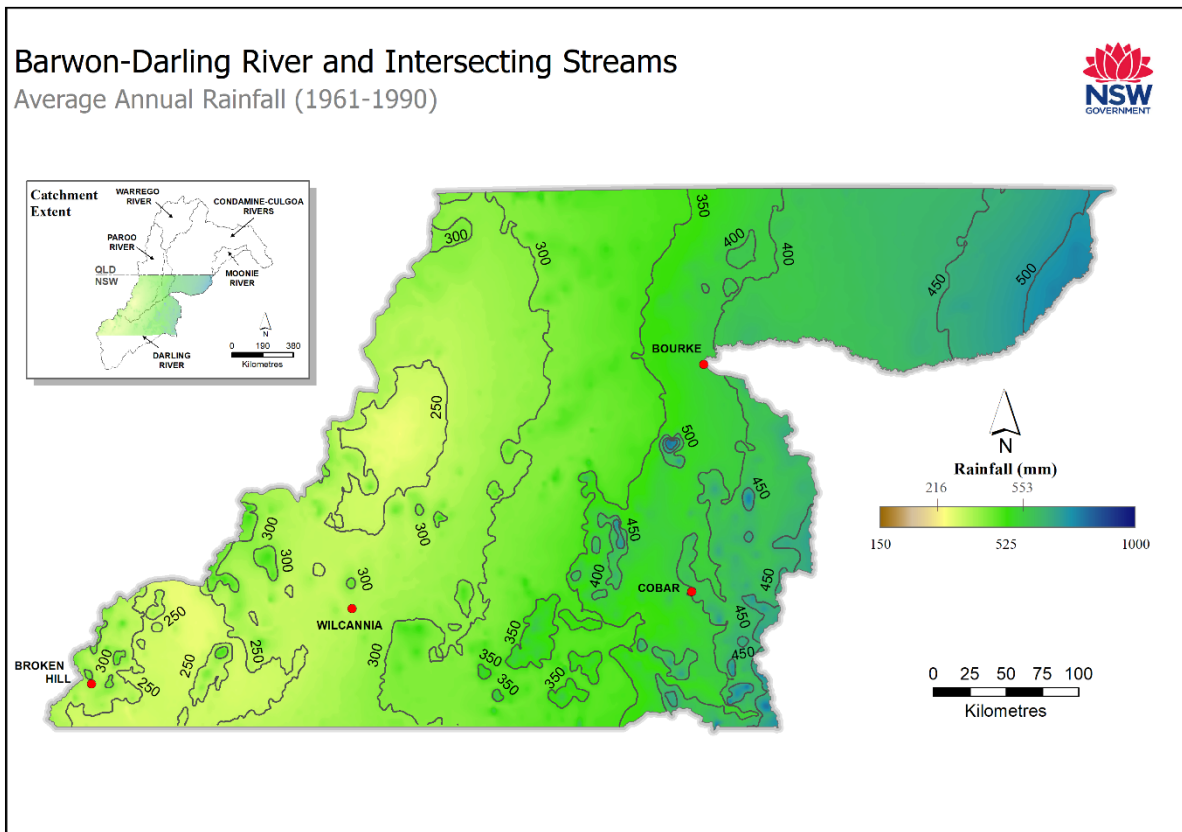 Barwon-Darling River and Intersecting Streams
Average Annual Rainfall (1961-1990)
NSW
GOVERNMENT
Catchment
Extent
WARREGO
RIVER
CONDAMINE-CULGOA
RIVERS
PAROO
RIVER
MOONIE
RIVER
QLD
NSW
DARLING
RIVER
N
0 190 380
Kilometres
300
300
350
400
400
450
500
BOURKE
250
500
450
450
300
300
300
300
400
450
COBAR
WILCANNIA
250
250
250
300
350
350
350
350
450
450
BROKEN
HILL
300
250
N
Rainfall (mm)
216 553
150 525 1000
0 25 50 75 100
Kilometres